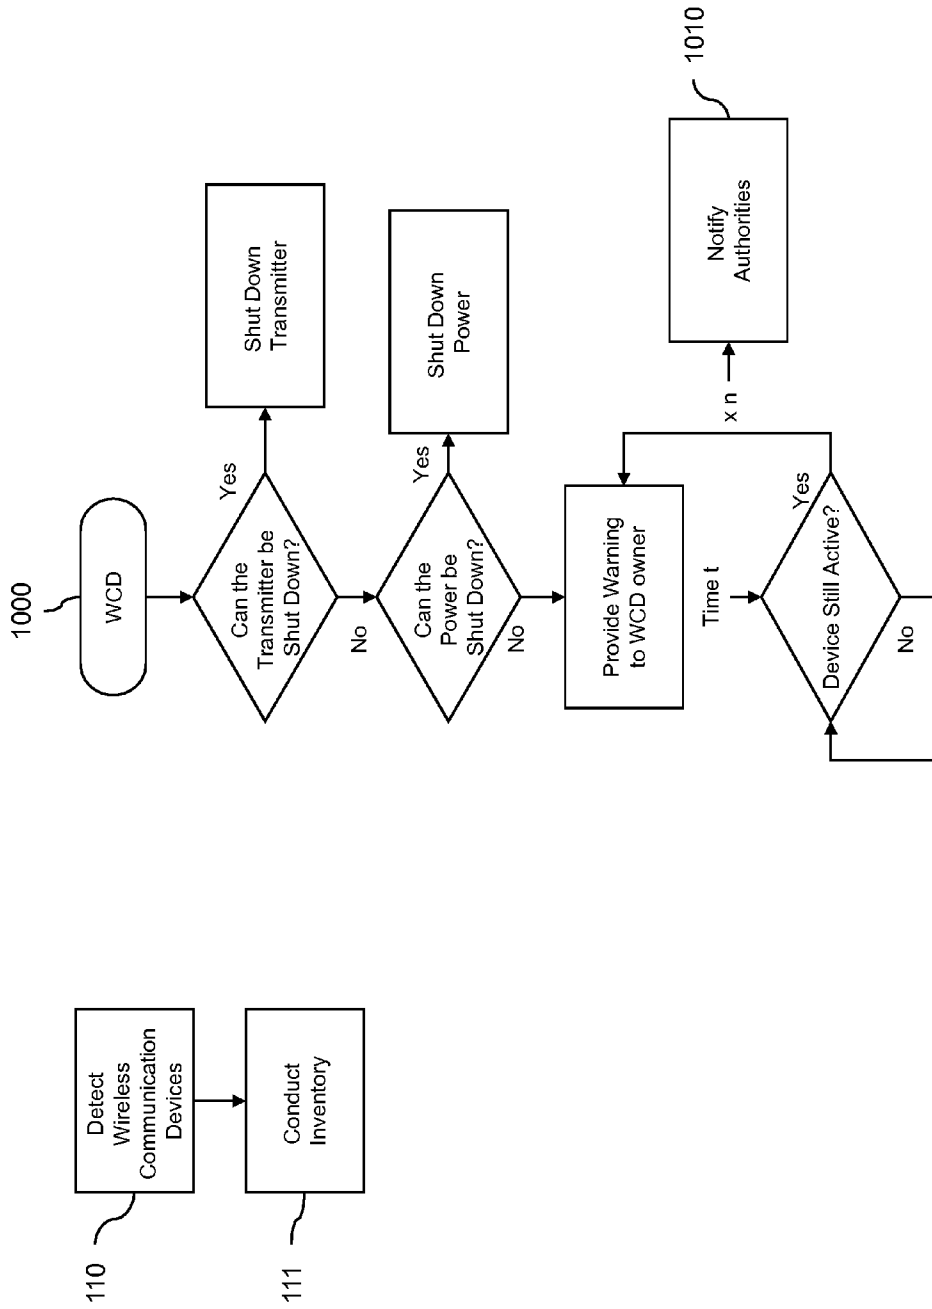 110
Detect
Wireless
Communication
Devices
111
Conduct
Inventory
1000
WCD
Can the
Transmitter be
Shut Down?
Yes
Shut Down
Transmitter
No
Can the
Power be
Shut Down?
Yes
Shut Down
Power
No
Provide Warning
to WCD owner
Time t
Device Still Active?
Yes
x n
Notify
Authorities
1010
No